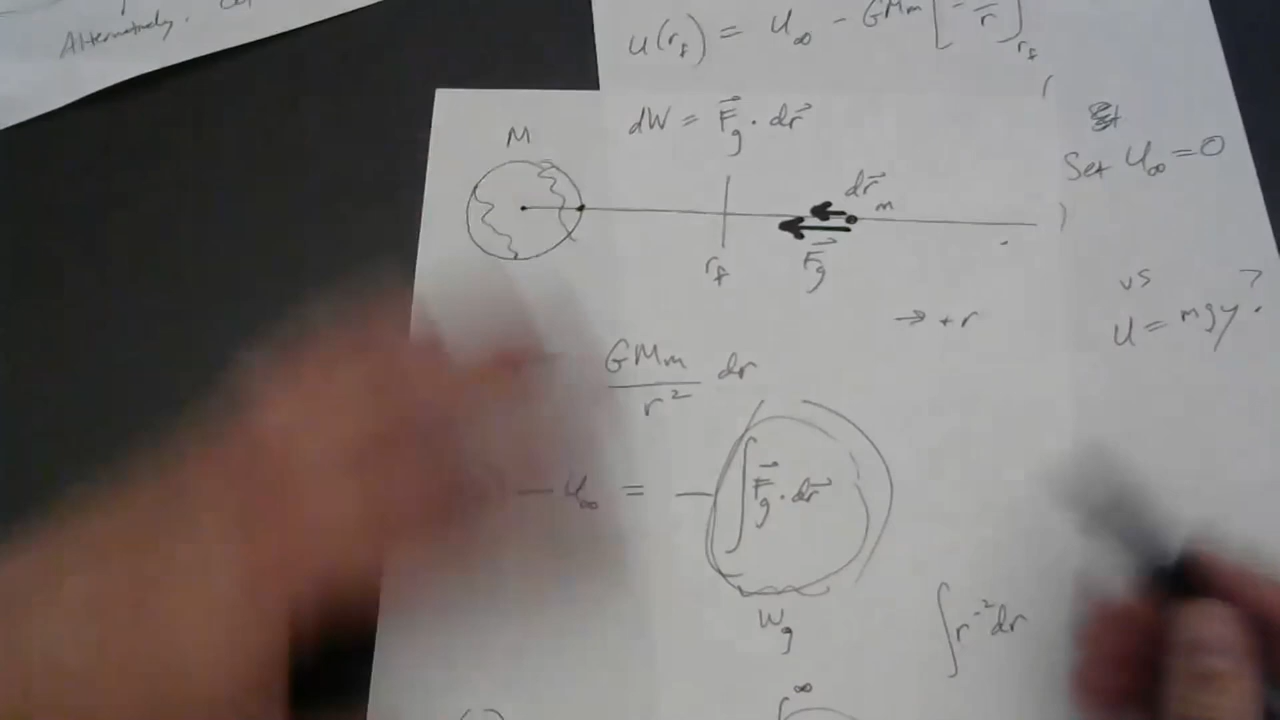 Alternatively,
U(r_f) = U_∞ - GMm [ - 1/r ]_{r_f}
dW = F⃗_g · dr⃗
M
Set U_∞ = 0
dr⃗
m
r_f
F⃗_g
→ +r
vs
U = mgy ?
GMm/r² dr
- U_∞ = - ∫ F⃗_g · dr⃗
W_g
∫ r⁻² dr
∞